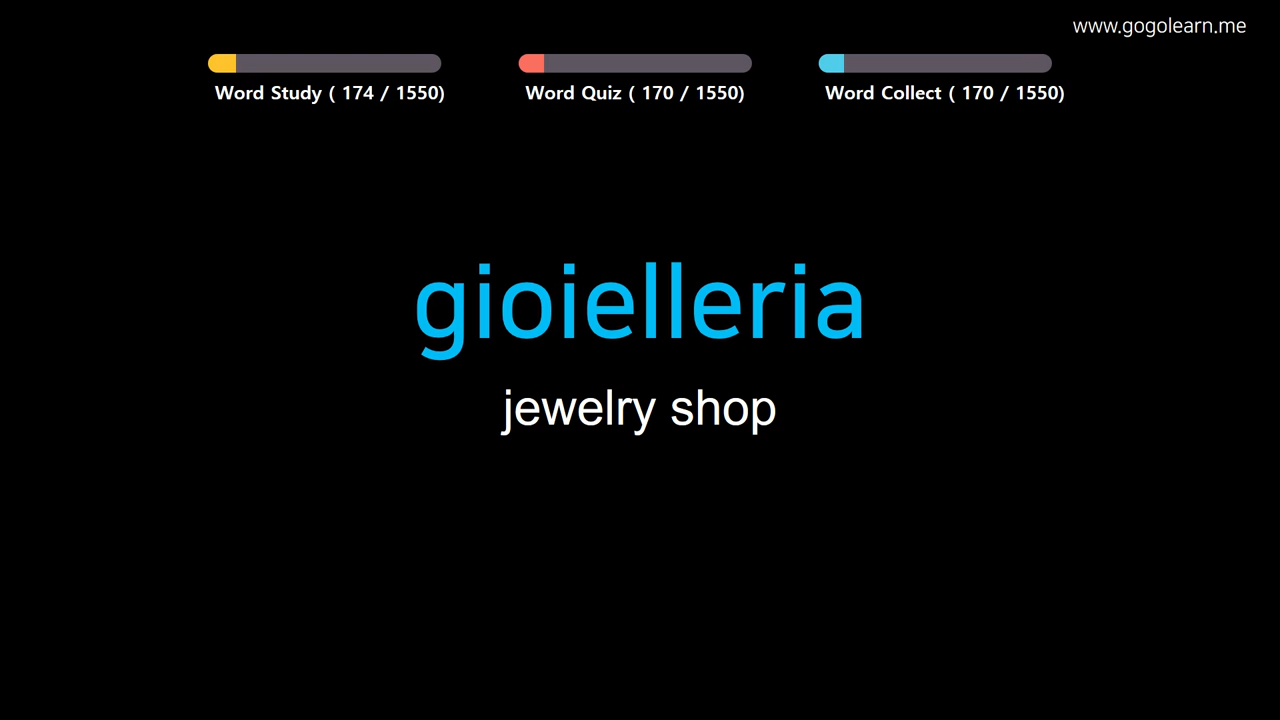 www.gogolearn.me
Word Study ( 174 / 1550)
Word Quiz ( 170 / 1550)
Word Collect ( 170 / 1550)
gioielleria
jewelry shop